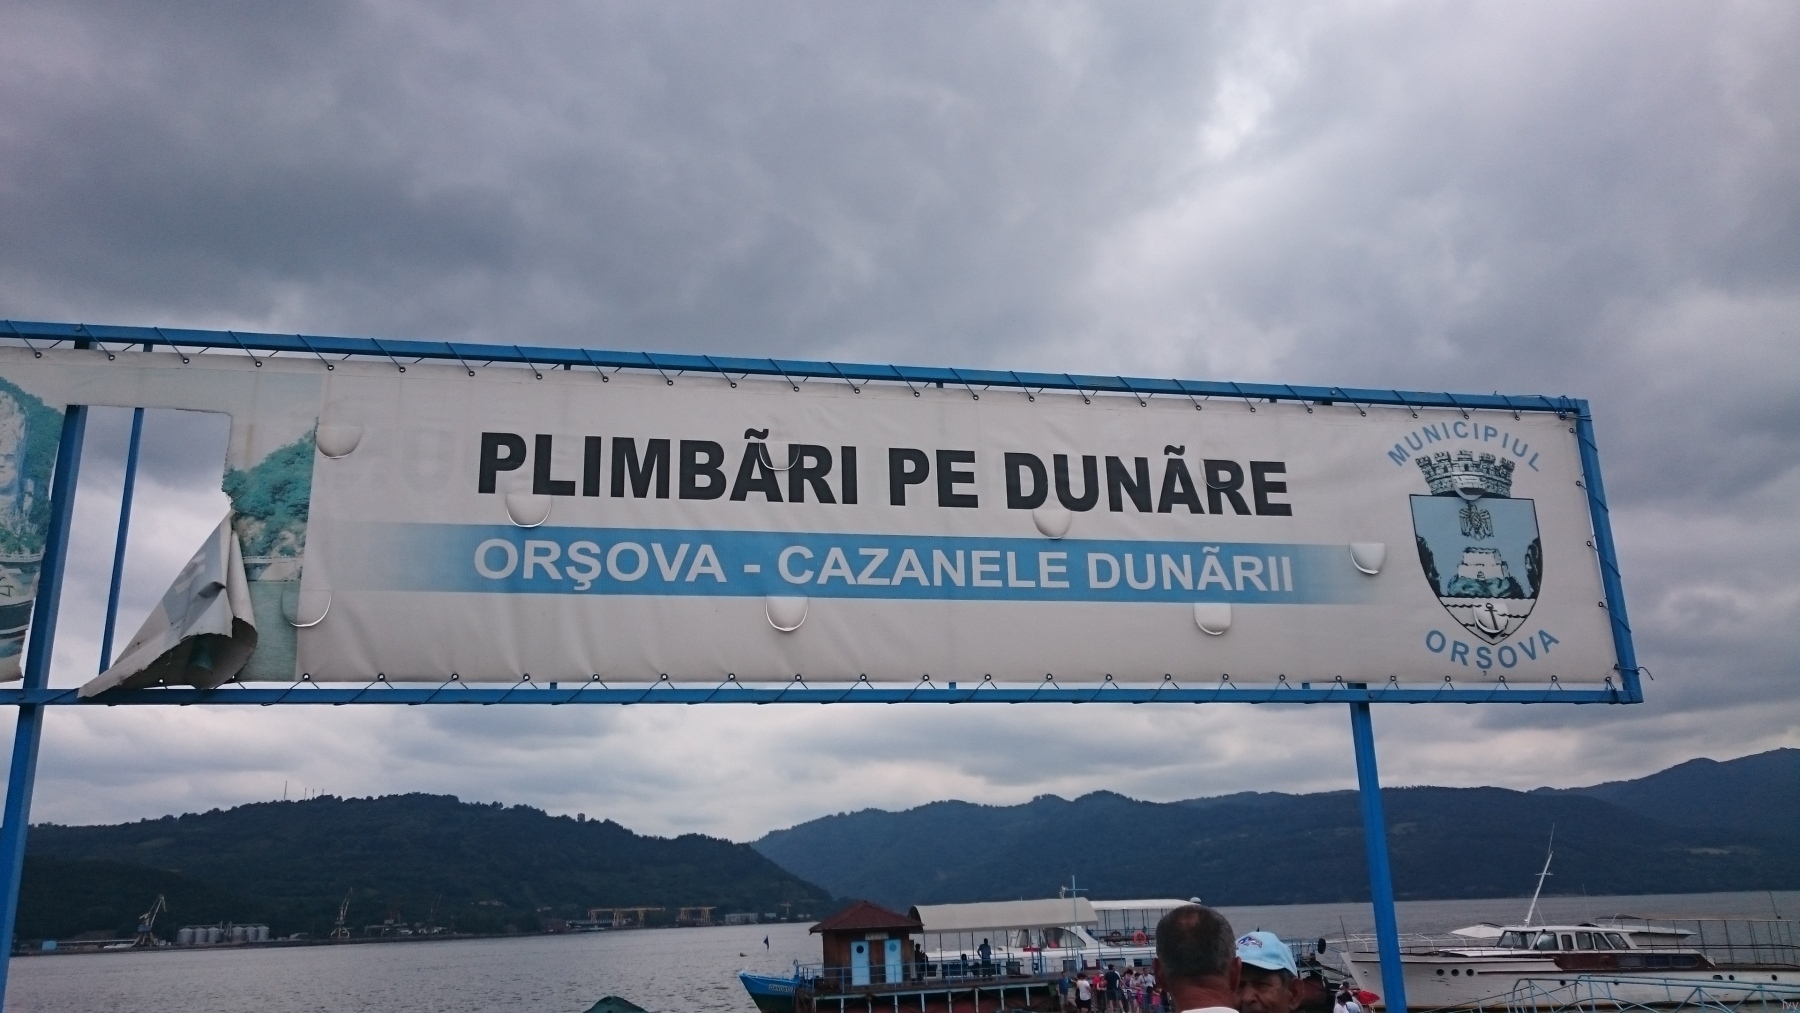 PLIMBÃRI PE DUNÃRE
ORŞOVA - CAZANELE DUNÃRII
MUNICIPIUL
ORŞOVA